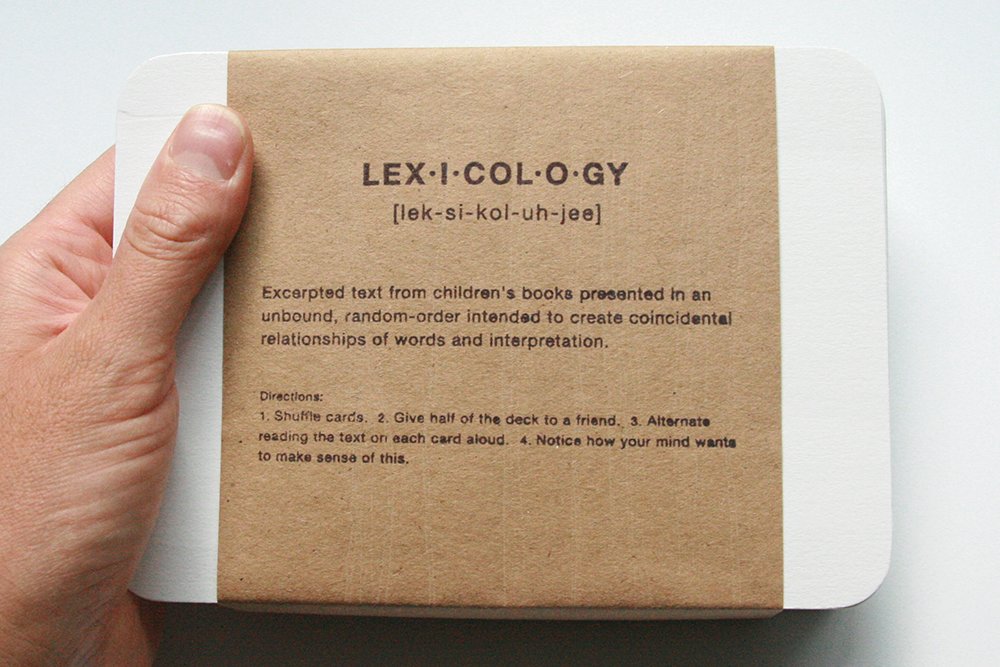 LEX·I·COL·O·GY
[lek-si-kol-uh-jee]
Excerpted text from children's books presented in an
unbound, random-order intended to create coincidental
relationships of words and interpretation.
Directions:
1. Shuffle cards. 2. Give half of the deck to a friend. 3. Alternate
reading the text on each card aloud. 4. Notice how your mind wants
to make sense of this.